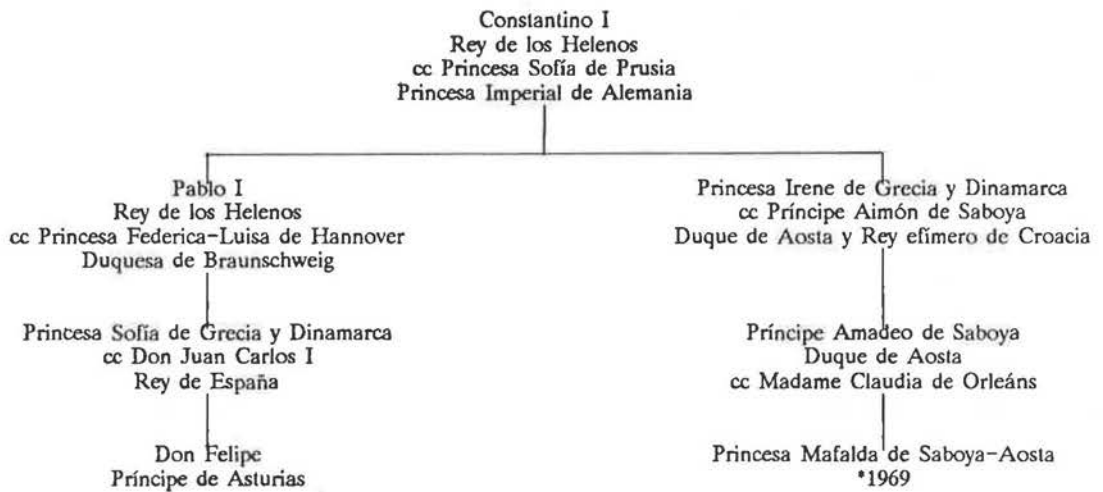 Constantino I
Rey de los Helenos
cc Princesa Sofía de Prusia
Princesa Imperial de Alemania
Pablo I
Rey de los Helenos
cc Princesa Federica-Luisa de Hannover
Duquesa de Braunschweig
Princesa Irene de Grecia y Dinamarca
cc Príncipe Aimón de Saboya
Duque de Aosta y Rey efímero de Croacia
Princesa Sofía de Grecia y Dinamarca
cc Don Juan Carlos I
Rey de España
Príncipe Amadeo de Saboya
Duque de Aosta
cc Madame Claudia de Orleáns
Don Felipe
Príncipe de Asturias
Princesa Mafalda de Saboya-Aosta
*1969